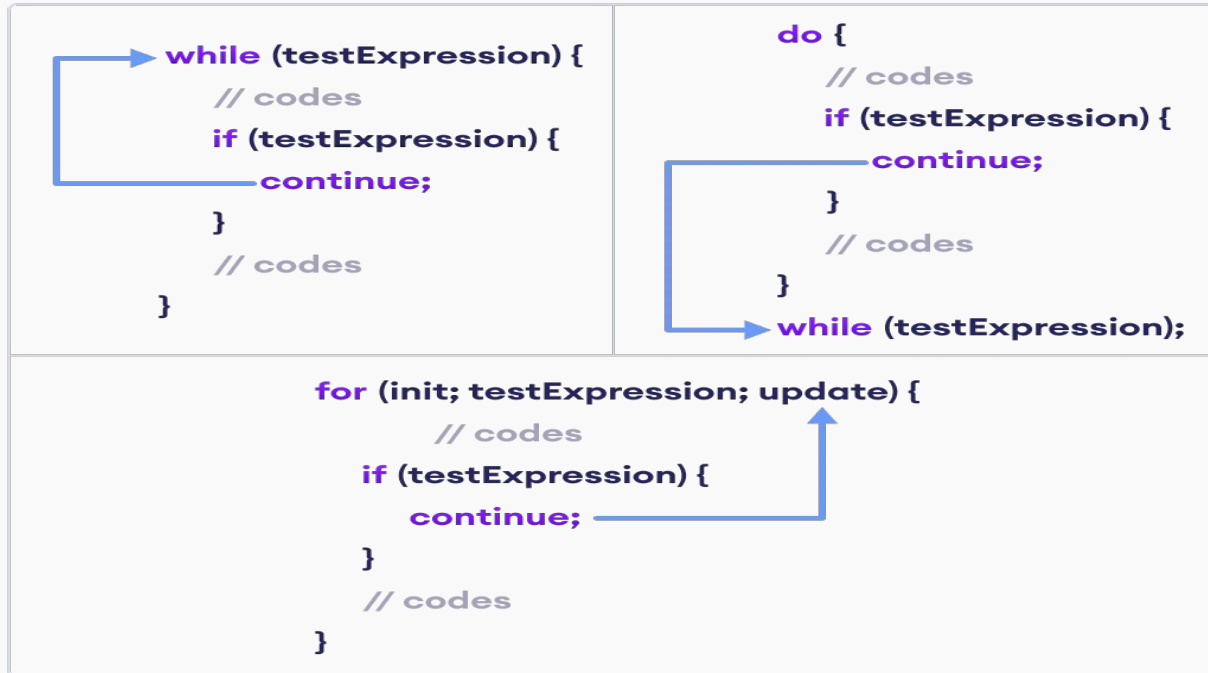 while (testExpression) {
// codes
if (testExpression) {
continue;
}
// codes
}
do {
// codes
if (testExpression) {
continue;
}
// codes
}
while (testExpression);
for (init; testExpression; update) {
// codes
if (testExpression) {
continue;
}
// codes
}